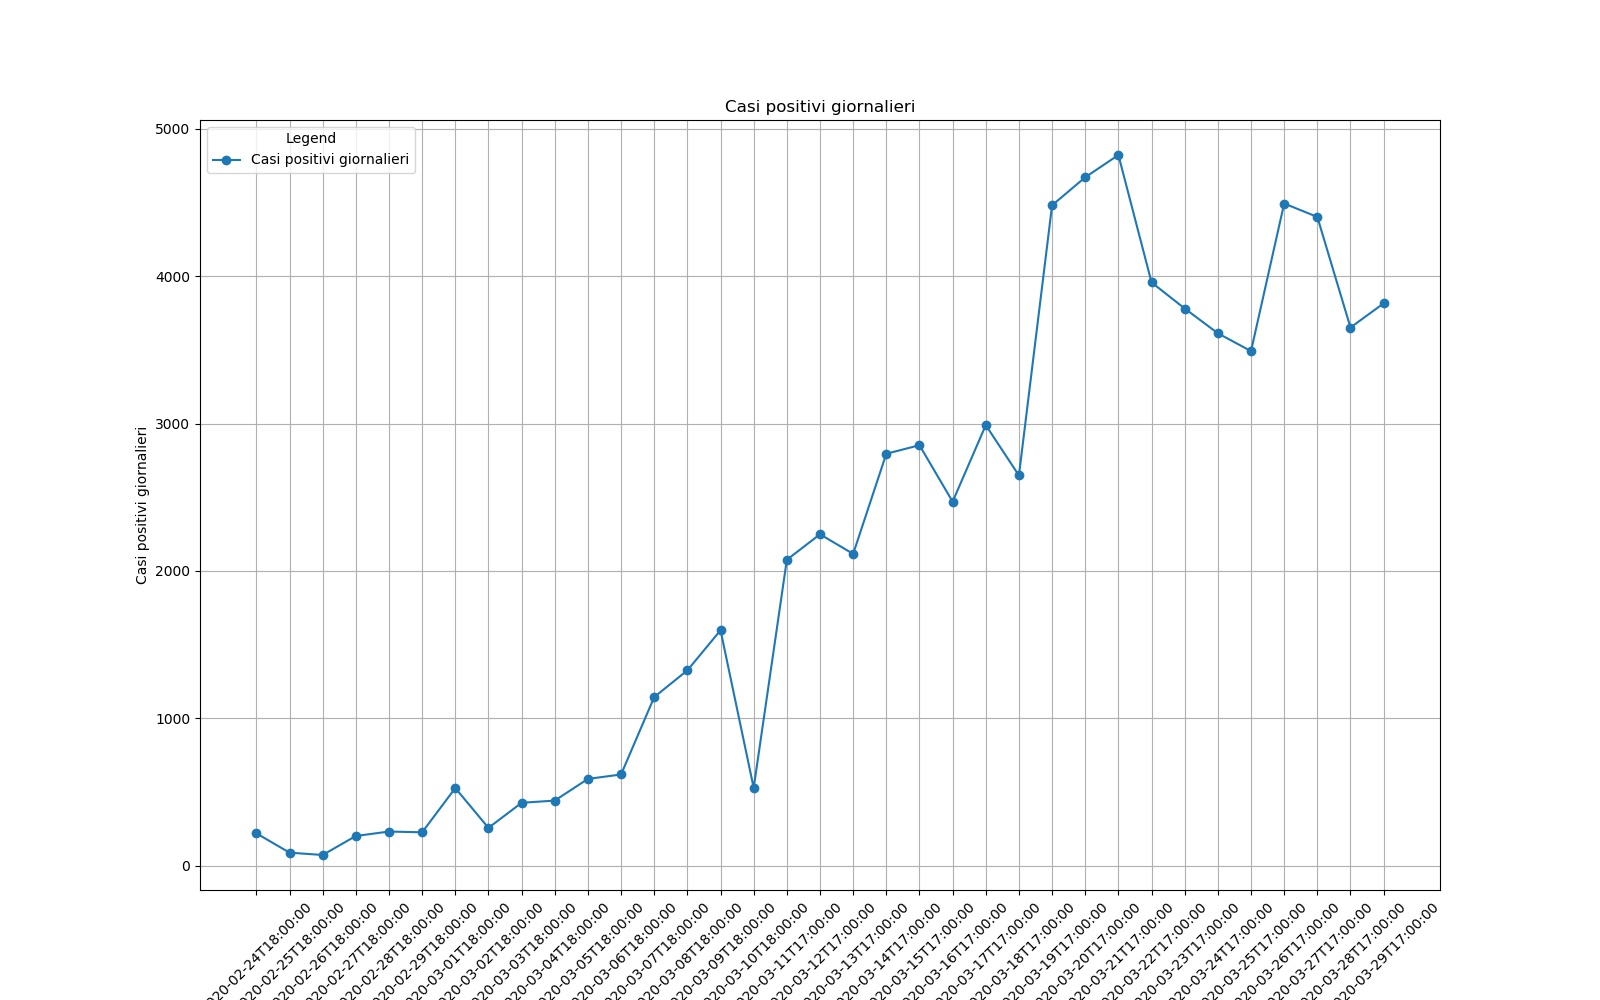 Casi positivi giornalieri
Legend
Casi positivi giornalieri
5000
4000
3000
2000
1000
0
Casi positivi giornalieri
020-02-24T18:00:00
020-02-25T18:00:00
020-02-26T18:00:00
020-02-27T18:00:00
020-02-28T18:00:00
020-02-29T18:00:00
020-03-01T18:00:00
020-03-02T18:00:00
020-03-03T18:00:00
020-03-04T18:00:00
020-03-05T18:00:00
020-03-06T18:00:00
020-03-07T18:00:00
020-03-08T18:00:00
020-03-09T18:00:00
020-03-10T18:00:00
020-03-11T17:00:00
020-03-12T17:00:00
020-03-13T17:00:00
020-03-14T17:00:00
020-03-15T17:00:00
020-03-16T17:00:00
020-03-17T17:00:00
020-03-18T17:00:00
020-03-19T17:00:00
020-03-20T17:00:00
020-03-21T17:00:00
020-03-22T17:00:00
020-03-23T17:00:00
020-03-24T17:00:00
020-03-25T17:00:00
020-03-26T17:00:00
020-03-27T17:00:00
020-03-28T17:00:00
020-03-29T17:00:00